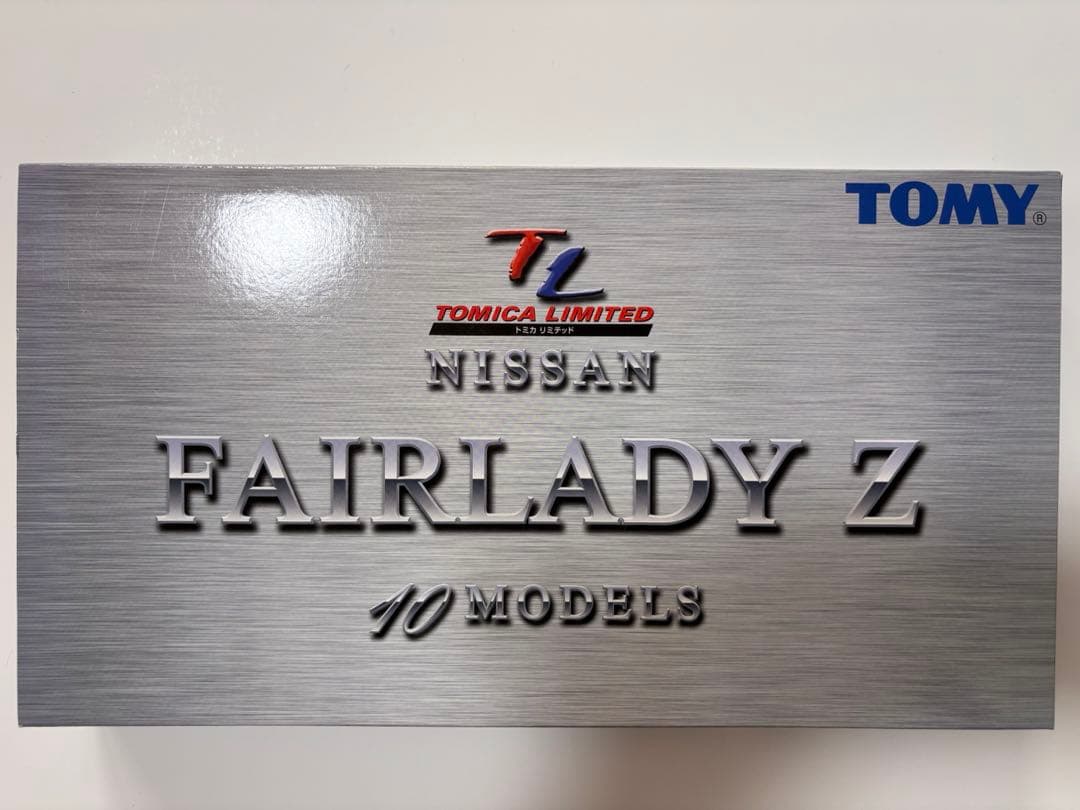 TOMY®
TL
TOMICA LIMITED
トミカ リミテッド
NISSAN
FAIRLADY Z
10 MODELS